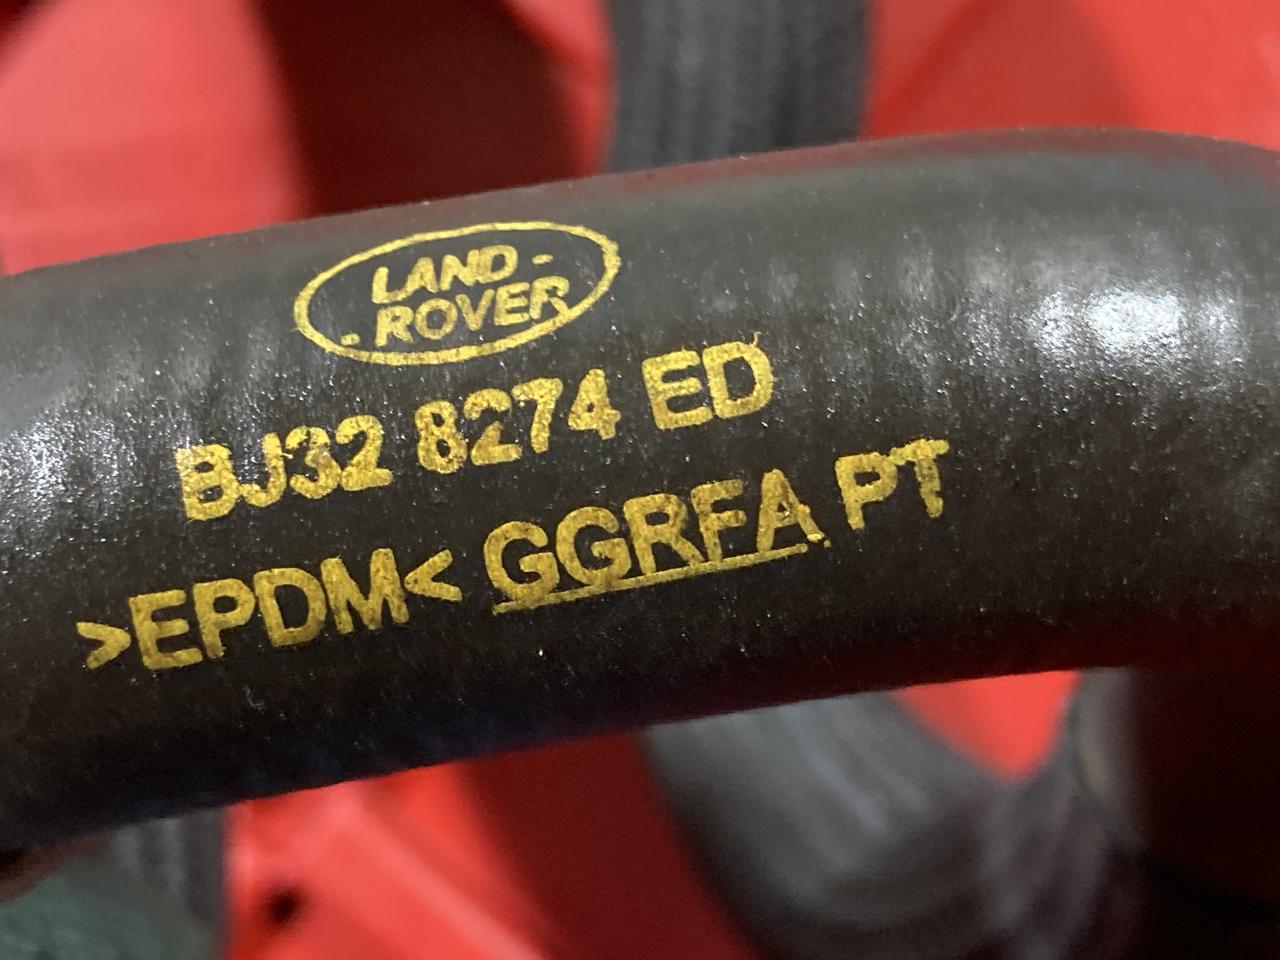 LAND -
- ROVER
BJ32 8274 ED
>EPDM< GGRFA PT